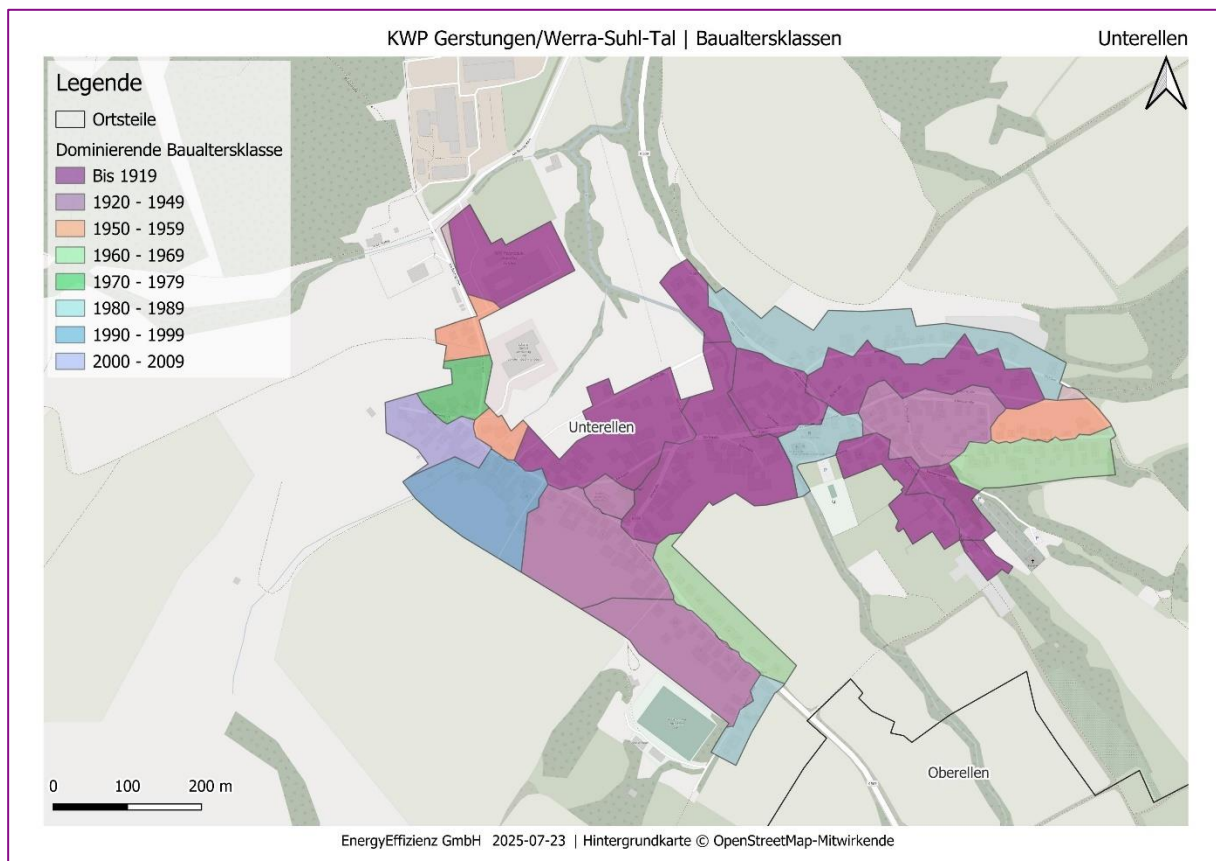 KWP Gerstungen/Werra-Suhl-Tal | Baualtersklassen
Unterellen
Legende
Ortsteile
Dominierende Baualtersklasse
Bis 1919
1920 - 1949
1950 - 1959
1960 - 1969
1970 - 1979
1980 - 1989
1990 - 1999
2000 - 2009
Unterellen
Oberellen
0 100 200 m
EnergyEffizienz GmbH 2025-07-23 | Hintergrundkarte © OpenStreetMap-Mitwirkende